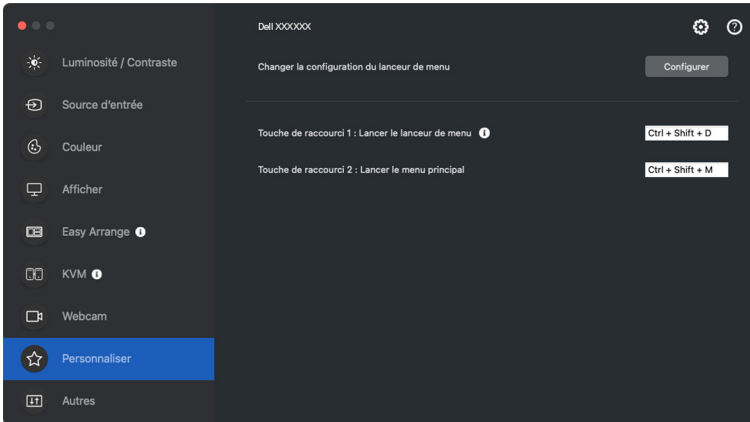 Dell XXXXXX
Luminosité / Contraste
Changer la configuration du lanceur de menu
Configurer
Source d'entrée
Touche de raccourci 1 : Lancer le lanceur de menu
Ctrl + Shift + D
Couleur
Touche de raccourci 2 : Lancer le menu principal
Ctrl + Shift + M
Afficher
Easy Arrange
KVM
Webcam
Personnaliser
Autres